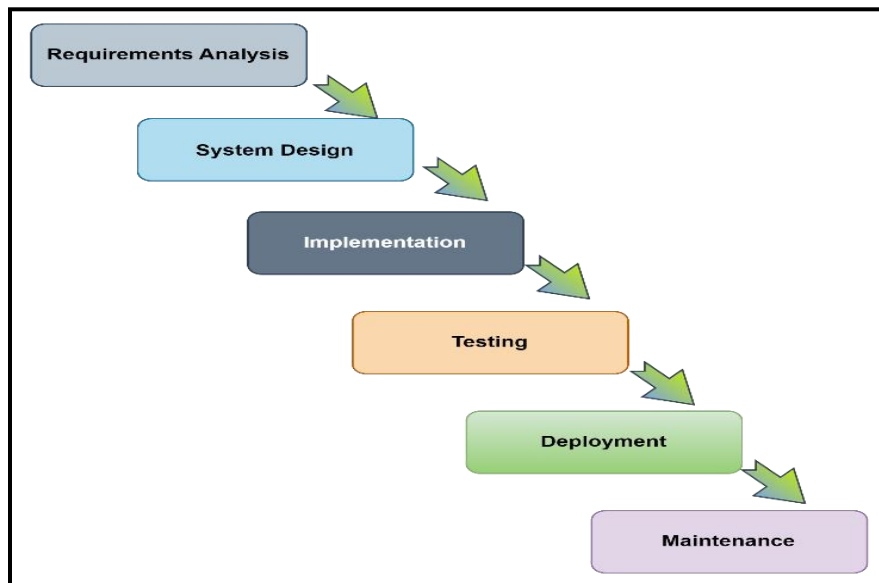 Requirements Analysis
System Design
Implementation
Testing
Deployment
Maintenance